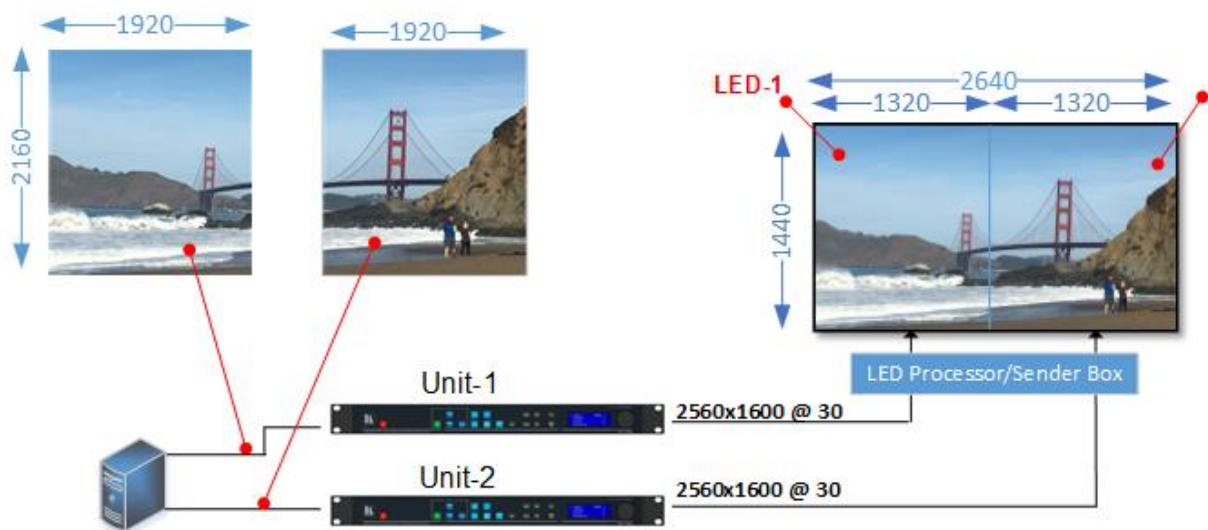 1920
1920
2160
LED-1
2640
1320
1320
1440
LED Processor/Sender Box
Unit-1
2560x1600 @ 30
Unit-2
2560x1600 @ 30